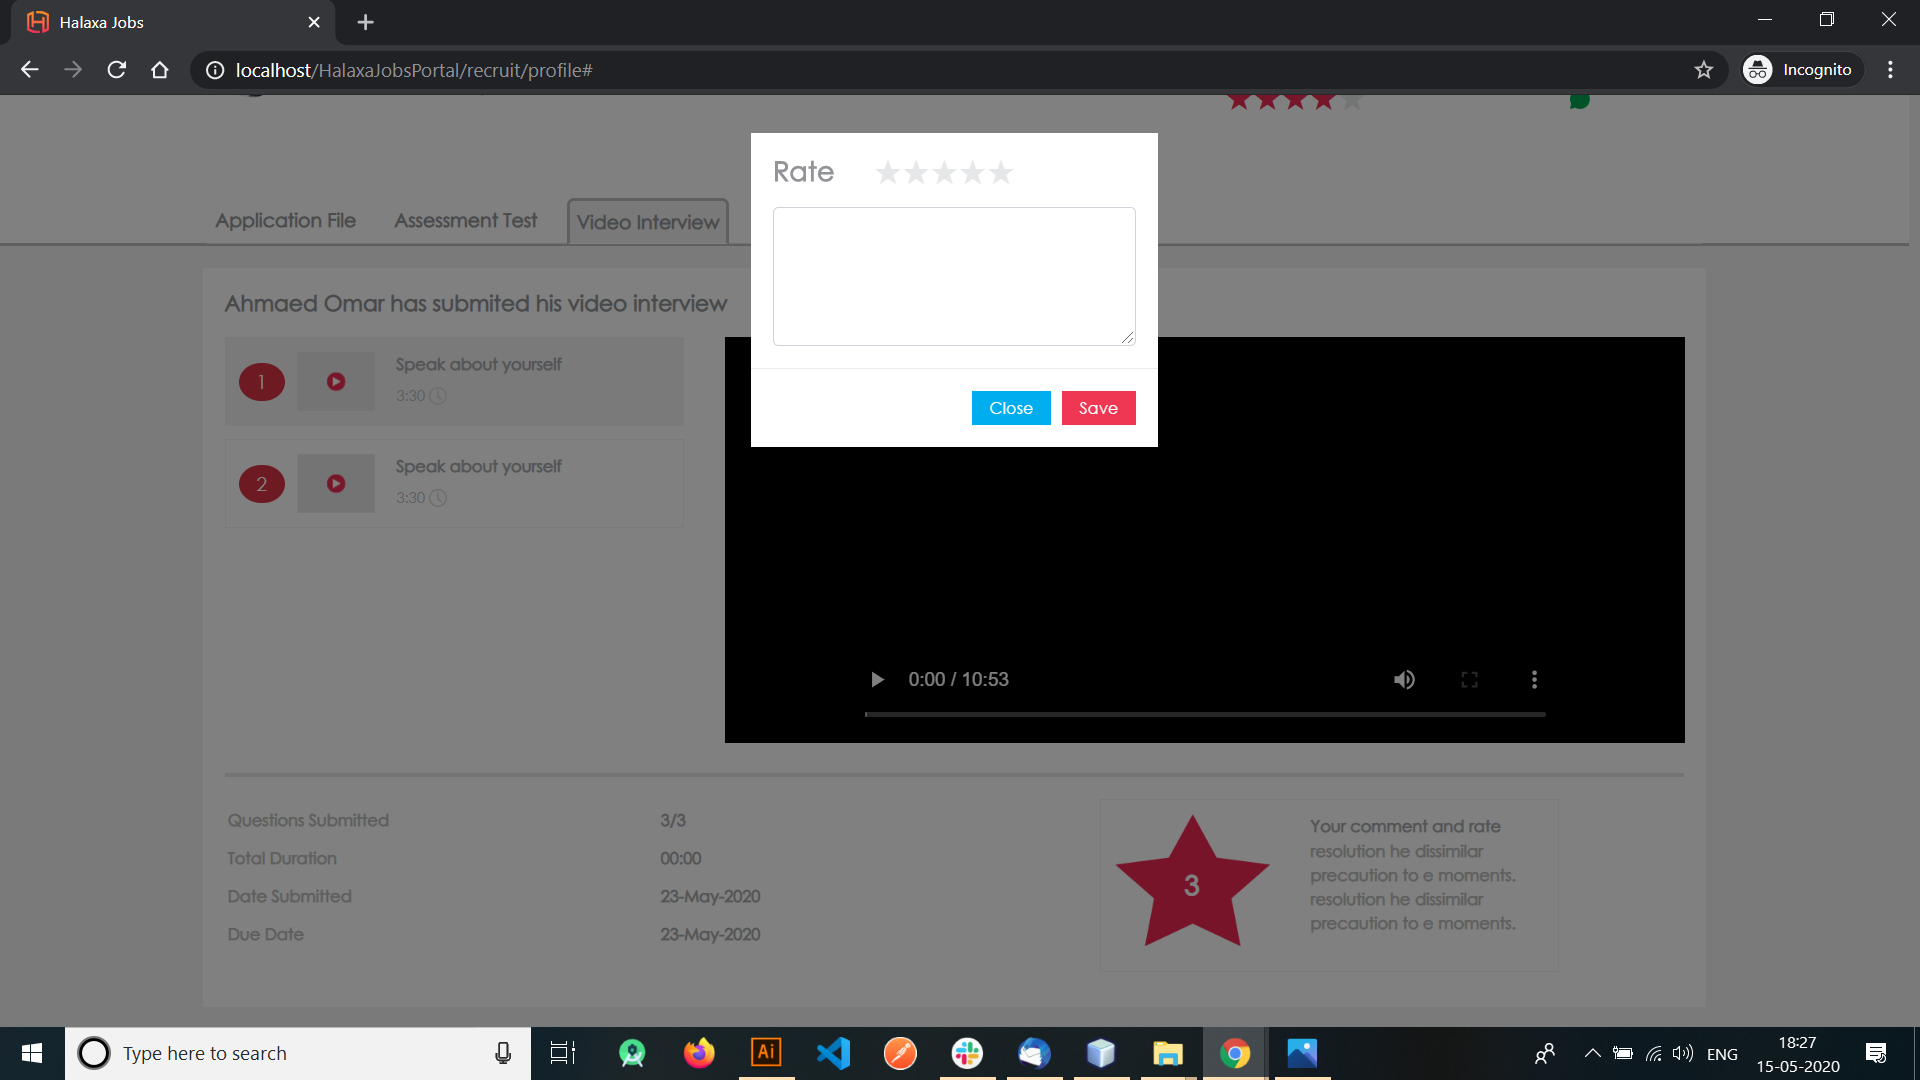 Halaxa Jobs
localhost/HalaxaJobsPortal/recruit/profile#
Incognito
Rate
Application File
Assessment Test
Video Interview
Ahmaed Omar has submited his video interview
1
Speak about yourself
3:30
Close
Save
2
Speak about yourself
3:30
0:00 / 10:53
Questions Submitted
3/3
Total Duration
00:00
Date Submitted
23-May-2020
Due Date
23-May-2020
3
Your comment and rate
resolution he dissimilar
precaution to e moments.
resolution he dissimilar
precaution to e moments.
Type here to search
Ai
ENG
18:27
15-05-2020